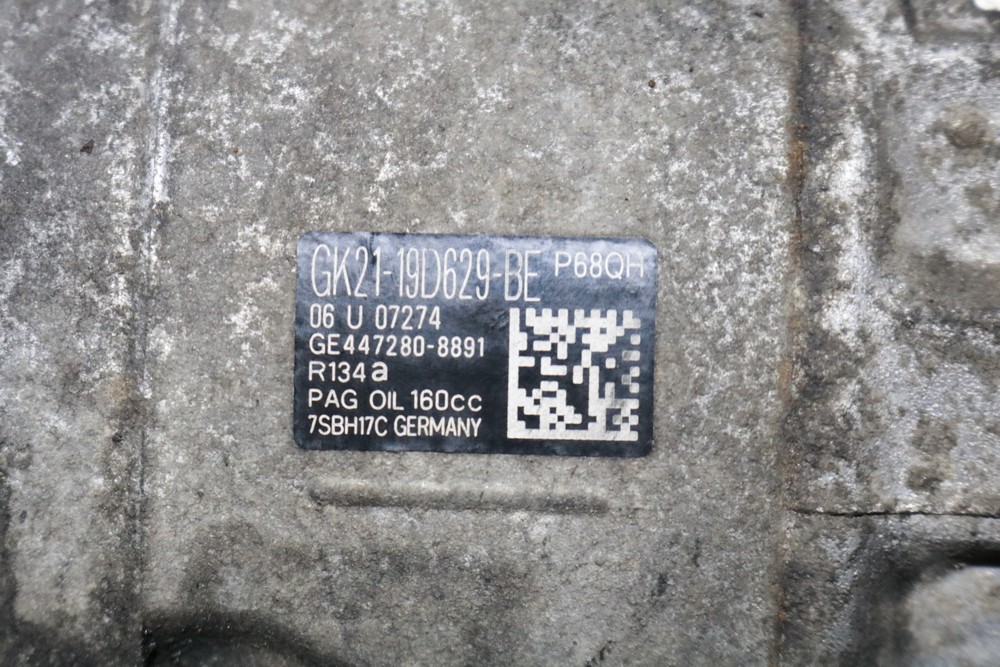 GK21-19D629-BE P68QH
06 U 07274
GE447280-8891
R134a
PAG OIL 160cc
7SBH17C GERMANY